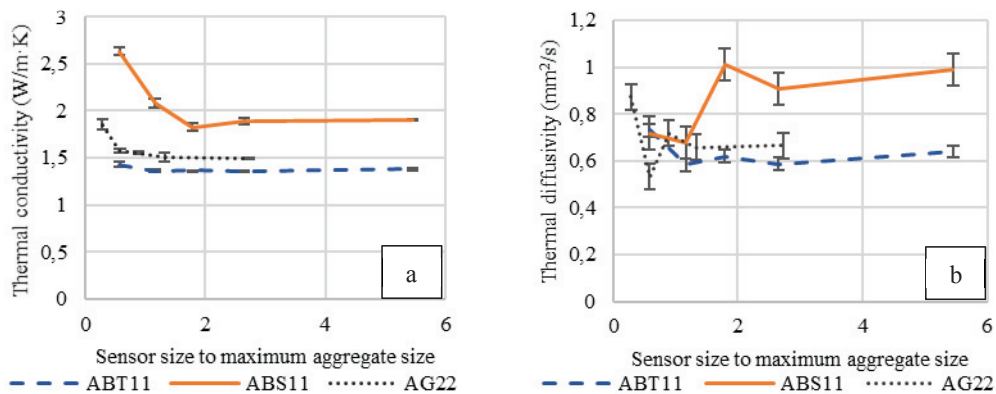 Thermal conductivity (W/m·K)
3
2,5
2
1,5
1
0,5
0
0
2
4
6
a
Sensor size to maximum aggregate size
ABT11 ABS11 AG22
Thermal diffusivity (mm²/s)
1,2
1
0,8
0,6
0,4
0,2
0
0
2
4
6
b
Sensor size to maximum aggregate size
ABT11 ABS11 AG22